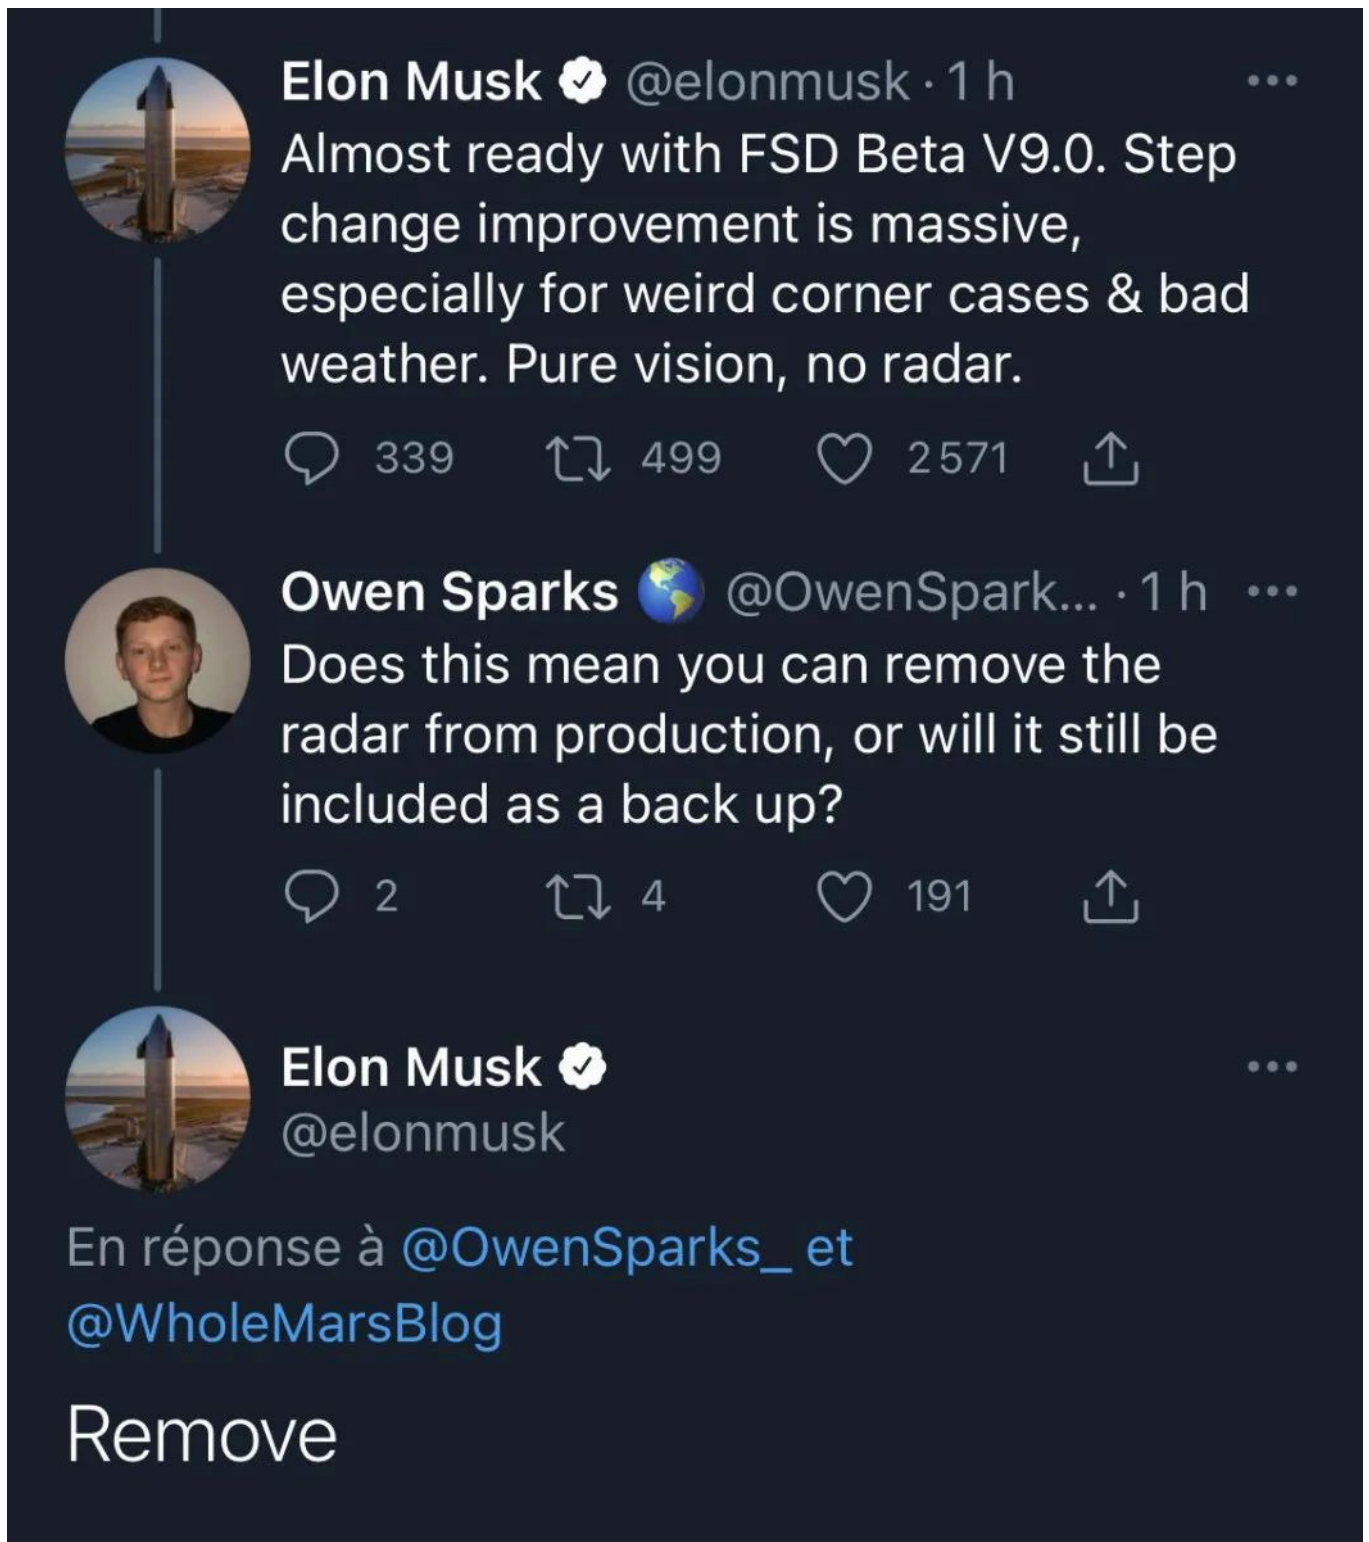 Elon Musk @elonmusk · 1 h
Almost ready with FSD Beta V9.0. Step
change improvement is massive,
especially for weird corner cases & bad
weather. Pure vision, no radar.
339 499 2571
Owen Sparks 🌎 @OwenSpark... · 1 h
Does this mean you can remove the
radar from production, or will it still be
included as a back up?
2 4 191
Elon Musk
@elonmusk
En réponse à @OwenSparks_ et
@WholeMarsBlog
Remove